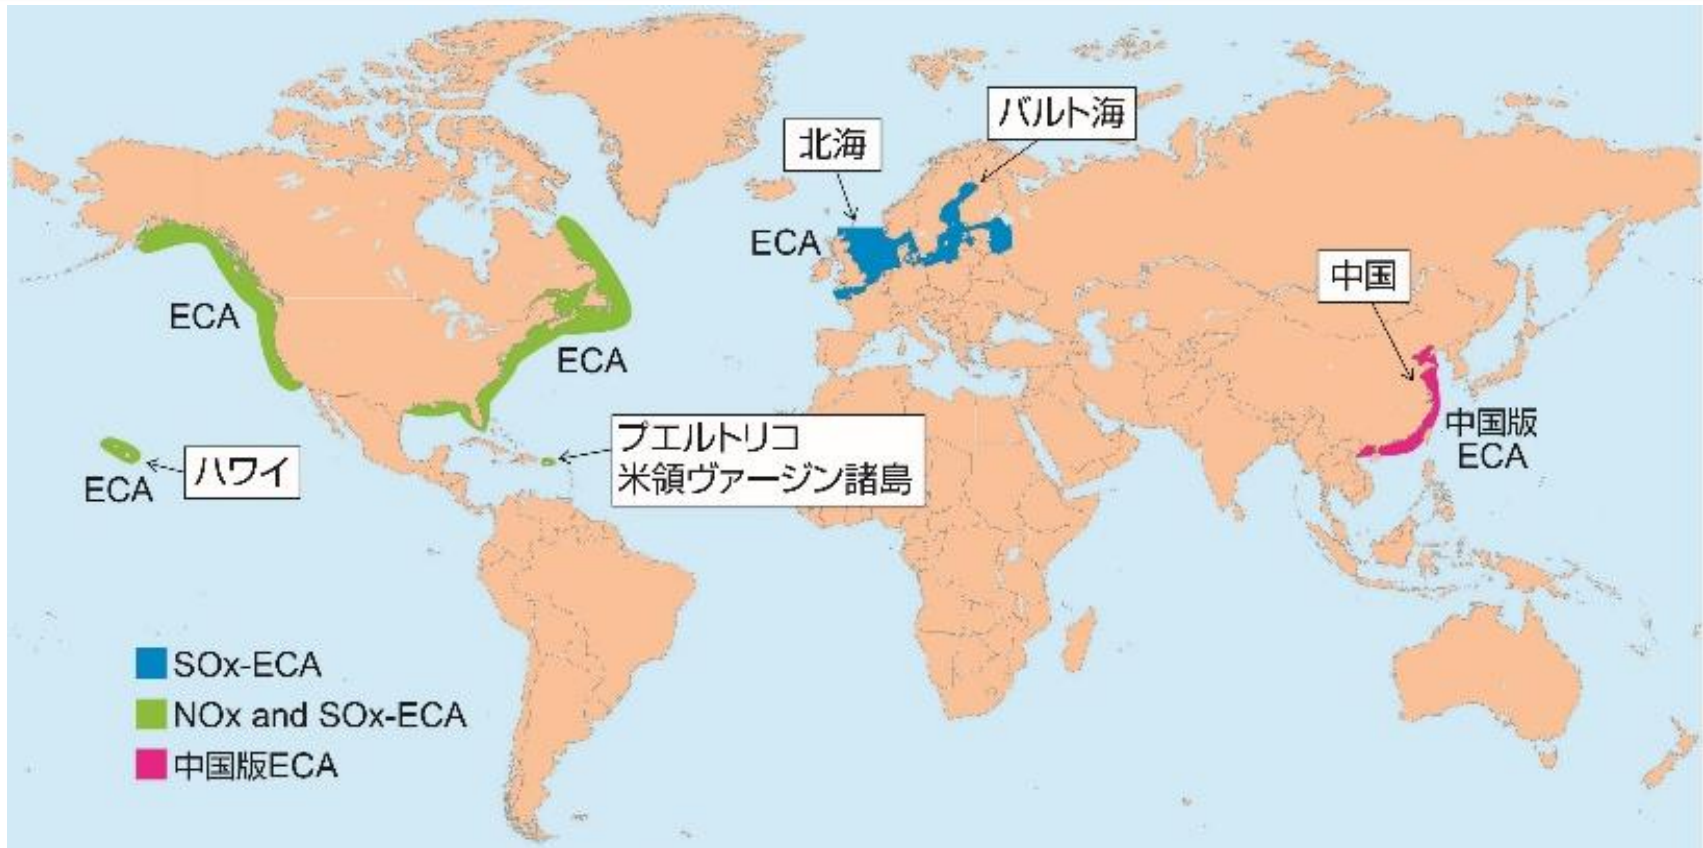 バルト海
北海
ECA
中国
ECA
ECA
プエルトリコ
米領ヴァージン諸島
中国版
ECA
ハワイ
ECA
SOx-ECA
NOx and SOx-ECA
中国版ECA